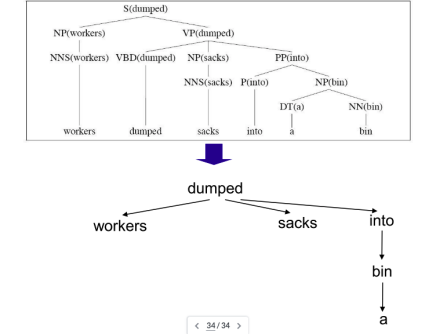 S(dumped)
NP(workers) VP(dumped)
NNS(workers) VBD(dumped) NP(sacks) PP(into)
NNS(sacks) P(into) NP(bin)
DT(a) NN(bin)
workers dumped sacks into a bin
dumped
workers sacks into
bin
a
< 34 / 34 >